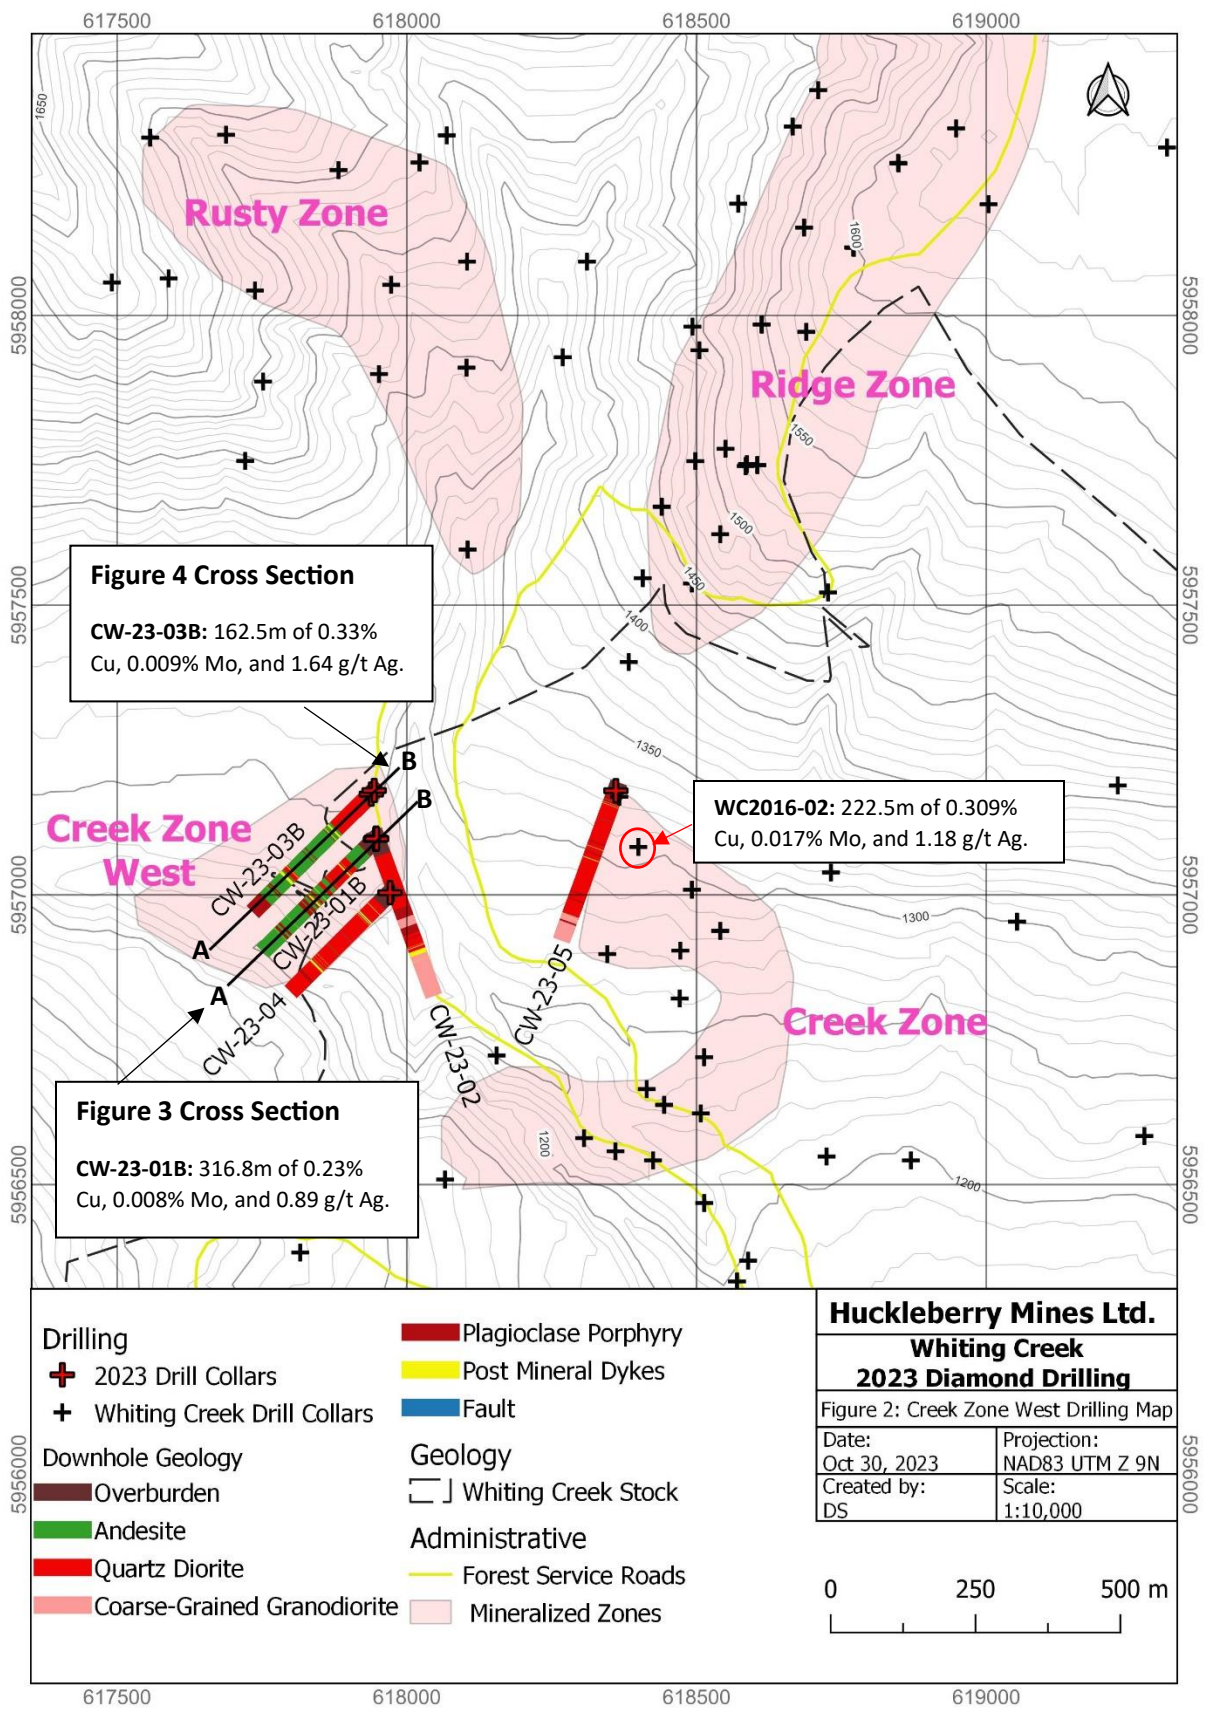 617500
618000
618500
619000
1650
Rusty Zone
1600
5958000
5958000
Ridge Zone
1550
1500
Figure 4 Cross Section
CW-23-03B: 162.5m of 0.33%
Cu, 0.009% Mo, and 1.64 g/t Ag.
1450
1400
5957500
5957500
1350
B
B
WC2016-02: 222.5m of 0.309%
Cu, 0.017% Mo, and 1.18 g/t Ag.
Creek Zone
West
CW-23-03B
CW-23-01B
5957000
5957000
1300
A
A
CW-23-04
CW-23-05
CW-23-02
Creek Zone
Figure 3 Cross Section
CW-23-01B: 316.8m of 0.23%
Cu, 0.008% Mo, and 0.89 g/t Ag.
1200
1200
5956500
5956500
Drilling
2023 Drill Collars
Whiting Creek Drill Collars
Downhole Geology
Overburden
Andesite
Quartz Diorite
Coarse-Grained Granodiorite
Plagioclase Porphyry
Post Mineral Dykes
Fault
Geology
Whiting Creek Stock
Administrative
Forest Service Roads
Mineralized Zones
Huckleberry Mines Ltd.
Whiting Creek
2023 Diamond Drilling
Figure 2: Creek Zone West Drilling Map
Date:
Oct 30, 2023
Projection:
NAD83 UTM Z 9N
Created by:
DS
Scale:
1:10,000
5956000
5956000
0 250 500 m
617500
618000
618500
619000